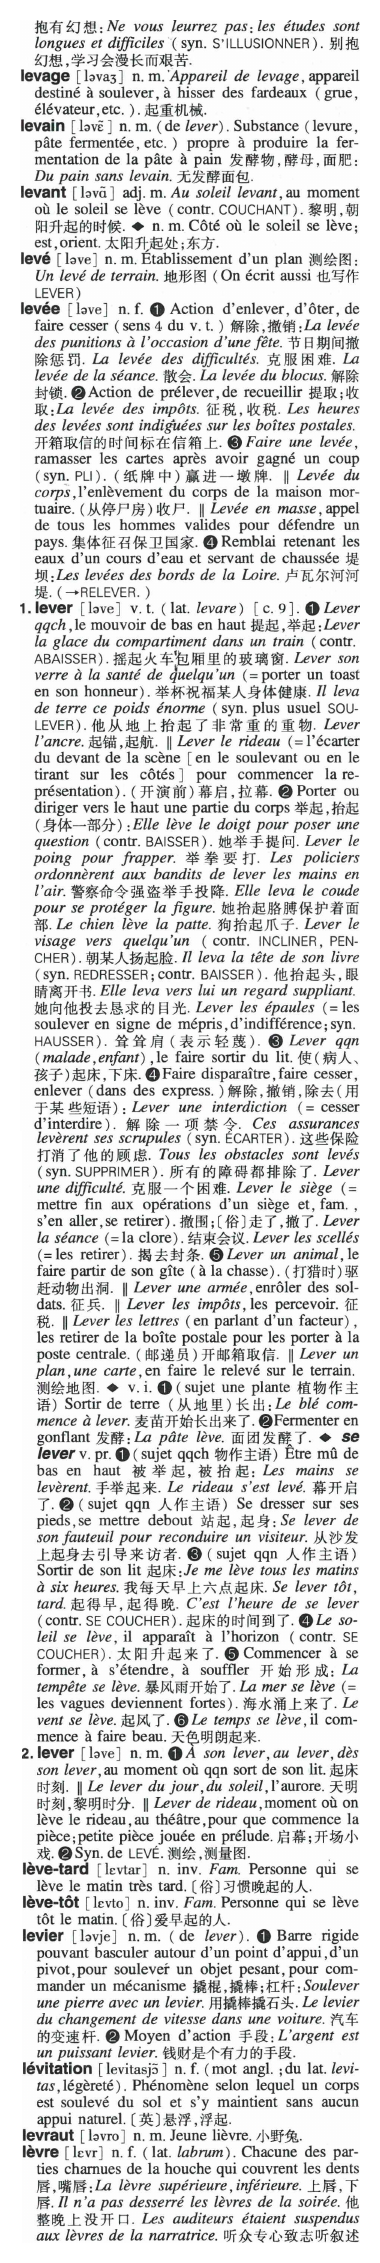 抱有幻想:Ne vous leurrez pas: les études sont
longues et difficiles (syn. S'ILLUSIONNER). 别抱
幻想,学习会漫长而艰苦.
levage [ləvaʒ] n. m. Appareil de levage, appareil
destiné à soulever, à hisser des fardeaux (grue,
élévateur, etc.). 起重机械.
levain [ləvɛ̃] n. m. (de lever). Substance (levure,
pâte fermentée, etc.) propre à produire la fer-
mentation de la pâte à pain 发酵物,酵母,面肥:
Du pain sans levain. 无发酵面包.
levant [ləvɑ̃] adj. m. Au soleil levant, au moment
où le soleil se lève (contr. COUCHANT). 黎明,朝
阳升起的时候. ◆ n. m. Côté où le soleil se lève;
est, orient. 太阳升起处;东方.
levé [ləve] n. m. Établissement d'un plan 测绘图:
Un levé de terrain. 地形图 (On écrit aussi 也写作
LEVER)
levée [ləve] n. f. ❶ Action d'enlever, d'ôter, de
faire cesser (sens 4 du v. t.) 解除,撤销:La levée
des punitions à l'occasion d'une fête. 节日期间撤
除惩罚. La levée des difficultés. 克服困难. La
levée de la séance. 散会. La levée du blocus. 解除
封锁. ❷ Action de prélever, de recueillir 提取;收
取:La levée des impôts. 征税,收税. Les heures
des levées sont indiquées sur les boîtes postales.
开箱取信的时间标在信箱上. ❸ Faire une levée,
ramasser les cartes après avoir gagné un coup
(syn. PLI). (纸牌中) 赢进一墩牌. ‖ Levée du
corps, l'enlèvement du corps de la maison mor-
tuaire. (从停尸房) 收尸. ‖ Levée en masse, appel
de tous les hommes valides pour défendre un
pays. 集体征召保卫国家. ❹ Remblai retenant les
eaux d'un cours d'eau et servant de chaussée 堤
坝:Les levées des bords de la Loire. 卢瓦尔河河
堤. (→RELEVER.)
1. lever [ləve] v. t. (lat. levare) [c. 9]. ❶ Lever
qqch, le mouvoir de bas en haut 提起,举起:Lever
la glace du compartiment dans un train (contr.
ABAISSER). 摇起火车包厢里的玻璃窗. Lever son
verre à la santé de quelqu'un (=porter un toast
en son honneur). 举杯祝福某人身体健康. Il leva
de terre ce poids énorme (syn. plus usuel SOU-
LEVER). 他从地上抬起了非常重的重物. Lever
l'ancre. 起锚,起航. ‖ Lever le rideau (=l'écarter
du devant de la scène [en le soulevant ou en le
tirant sur les côtés] pour commencer la re-
présentation). (开演前) 幕启,拉幕. ❷ Porter ou
diriger vers le haut une partie du corps 举起,抬起
(身体一部分):Elle lève le doigt pour poser une
question (contr. BAISSER). 她举手提问. Lever le
poing pour frapper. 举拳要打. Les policiers
ordonnèrent aux bandits de lever les mains en
l'air. 警察命令强盗举手投降. Elle leva le coude
pour se protéger la figure. 她抬起胳膊保护着面
部. Le chien lève la patte. 狗抬起爪子. Lever le
visage vers quelqu'un (contr. INCLINER, PEN-
CHER). 朝某人扬起脸. Il leva la tête de son livre
(syn. REDRESSER; contr. BAISSER). 他抬起头,眼
睛离开书. Elle leva vers lui un regard suppliant.
她向他投去恳求的目光. Lever les épaules (=les
soulever en signe de mépris, d'indifférence; syn.
HAUSSER). 耸耸肩 (表示轻蔑). ❸ Lever qqn
(malade, enfant), le faire sortir du lit. 使(病人、
孩子)起床,下床. ❹ Faire disparaître, faire cesser,
enlever (dans des express.) 解除,撤销,除去(用
于某些短语): Lever une interdiction (= cesser
d'interdire). 解除一项禁令. Ces assurances
levèrent ses scrupules (syn. ÉCARTER). 这些保险
打消了他的顾虑. Tous les obstacles sont levés
(syn. SUPPRIMER). 所有的障碍都排除了. Lever
une difficulté. 克服一个困难. Lever le siège (=
mettre fin aux opérations d'un siège et, fam.,
s'en aller, se retirer). 撤围;[俗]走了,撤了. Lever
la séance (=la clore). 结束会议. Lever les scellés
(=les retirer). 揭去封条. ❺ Lever un animal, le
faire partir de son gîte (à la chasse). (打猎时)驱
赶动物出洞. ‖ Lever une armée, enrôler des sol-
dats. 征兵. ‖ Lever les impôts, les percevoir. 征
税. ‖ Lever les lettres (en parlant d'un facteur),
les retirer de la boîte postale pour les porter à la
poste centrale. (邮递员)开邮箱取信. ‖ Lever un
plan, une carte, en faire le relevé sur le terrain.
测绘地图. ◆ v. i. ❶ (sujet une plante 植物作主
语) Sortir de terre (从地里)长出: Le blé com-
mence à lever. 麦苗开始长出来了. ❷ Fermenter en
gonflant 发酵:La pâte lève. 面团发酵了. ◆ se
lever v. pr. ❶ (sujet qqch 物作主语) Être mû de
bas en haut 被举起,被抬起: Les mains se
levèrent. 手举起来. Le rideau s'est levé. 幕开启
了. ❷ (sujet qqn 人作主语) Se dresser sur ses
pieds, se mettre debout 站起,起身: Se lever de
son fauteuil pour reconduire un visiteur. 从沙发
上起身去引导来访者. ❸ (sujet qqn 人作主语)
Sortir de son lit 起床:Je me lève tous les matins
à six heures. 我每天早上六点起床. Se lever tôt,
tard. 起得早,起得晚. C'est l'heure de se lever
(contr. SE COUCHER). 起床的时间到了. ❹ Le so-
leil se lève, il apparaît à l'horizon (contr. SE
COUCHER). 太阳升起来了. ❺ Commencer à se
former, à s'étendre, à souffler 开始形成: La
tempête se lève. 暴风雨开始了. La mer se lève (=
les vagues deviennent fortes). 海水涌上来了. Le
vent se lève. 起风了. ❻ Le temps se lève, il com-
mence à faire beau. 天色明朗起来.
2. lever [ləve] n. m. ❶ À son lever, au lever, dès
son lever, au moment où qqn sort de son lit. 起床
时刻. ‖ Le lever du jour, du soleil, l'aurore. 天明
时刻,黎明时分. ‖ Lever de rideau, moment où on
lève le rideau, au théâtre, pour que commence la
pièce; petite pièce jouée en prélude. 启幕;开场小
戏. ❷ Syn. de LEVÉ. 测绘,测量图.
lève-tard [lɛvtar] n. inv. Fam. Personne qui se
lève le matin très tard. [俗]习惯晚起的人.
lève-tôt [lɛvto] n. inv. Fam. Personne qui se lève
tôt le matin. [俗]爱早起的人.
levier [ləvje] n. m. (de lever). ❶ Barre rigide
pouvant basculer autour d'un point d'appui, d'un
pivot, pour soulever un objet pesant, pour com-
mander un mécanisme 撬棍,撬棒;杠杆:Soulever
une pierre avec un levier. 用撬棒撬石头. Le levier
du changement de vitesse dans une voiture. 汽车
的变速杆. ❷ Moyen d'action 手段:L'argent est
un puissant levier. 钱财是个有力的手段.
lévitation [levitasjɔ̃] n. f. (mot angl.; du lat. levi-
tas, légèreté). Phénomène selon lequel un corps
est soulevé du sol et s'y maintient sans aucun
appui naturel. [英]悬浮,浮起.
levraut [ləvro] n. m. Jeune lièvre. 小野兔.
lèvre [lɛvr] n. f. (lat. labrum). Chacune des par-
ties charnues de la houche qui couvrent les dents
唇,嘴唇:La lèvre supérieure, inférieure. 上唇,下
唇. Il n'a pas desserré les lèvres de la soirée. 他
整晚上没开口. Les auditeurs étaient suspendus
aux lèvres de la narratrice. 听众专心致志听叙述